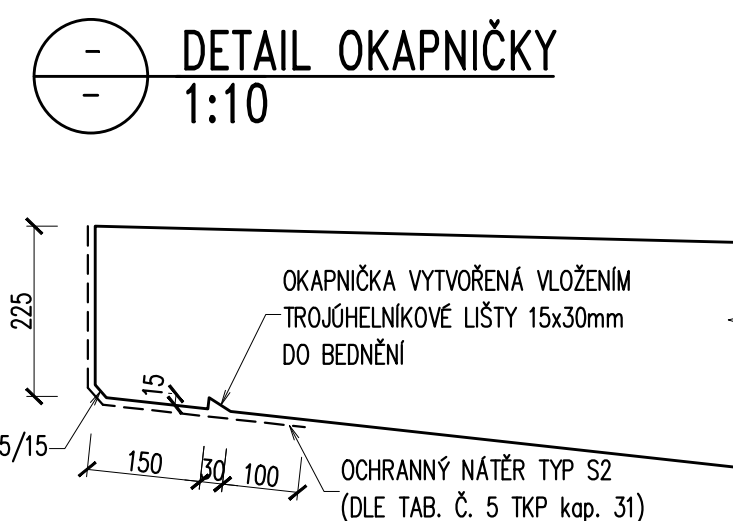 -
-
DETAIL OKAPNIČKY
1:10
OKAPNIČKA VYTVOŘENÁ VLOŽENÍM
TROJÚHELNÍKOVÉ LIŠTY 15x30mm
DO BEDNĚNÍ
225
15
5/15
150
30
100
OCHRANNÝ NÁTĚR TYP S2
(DLE TAB. Č. 5 TKP kap. 31)